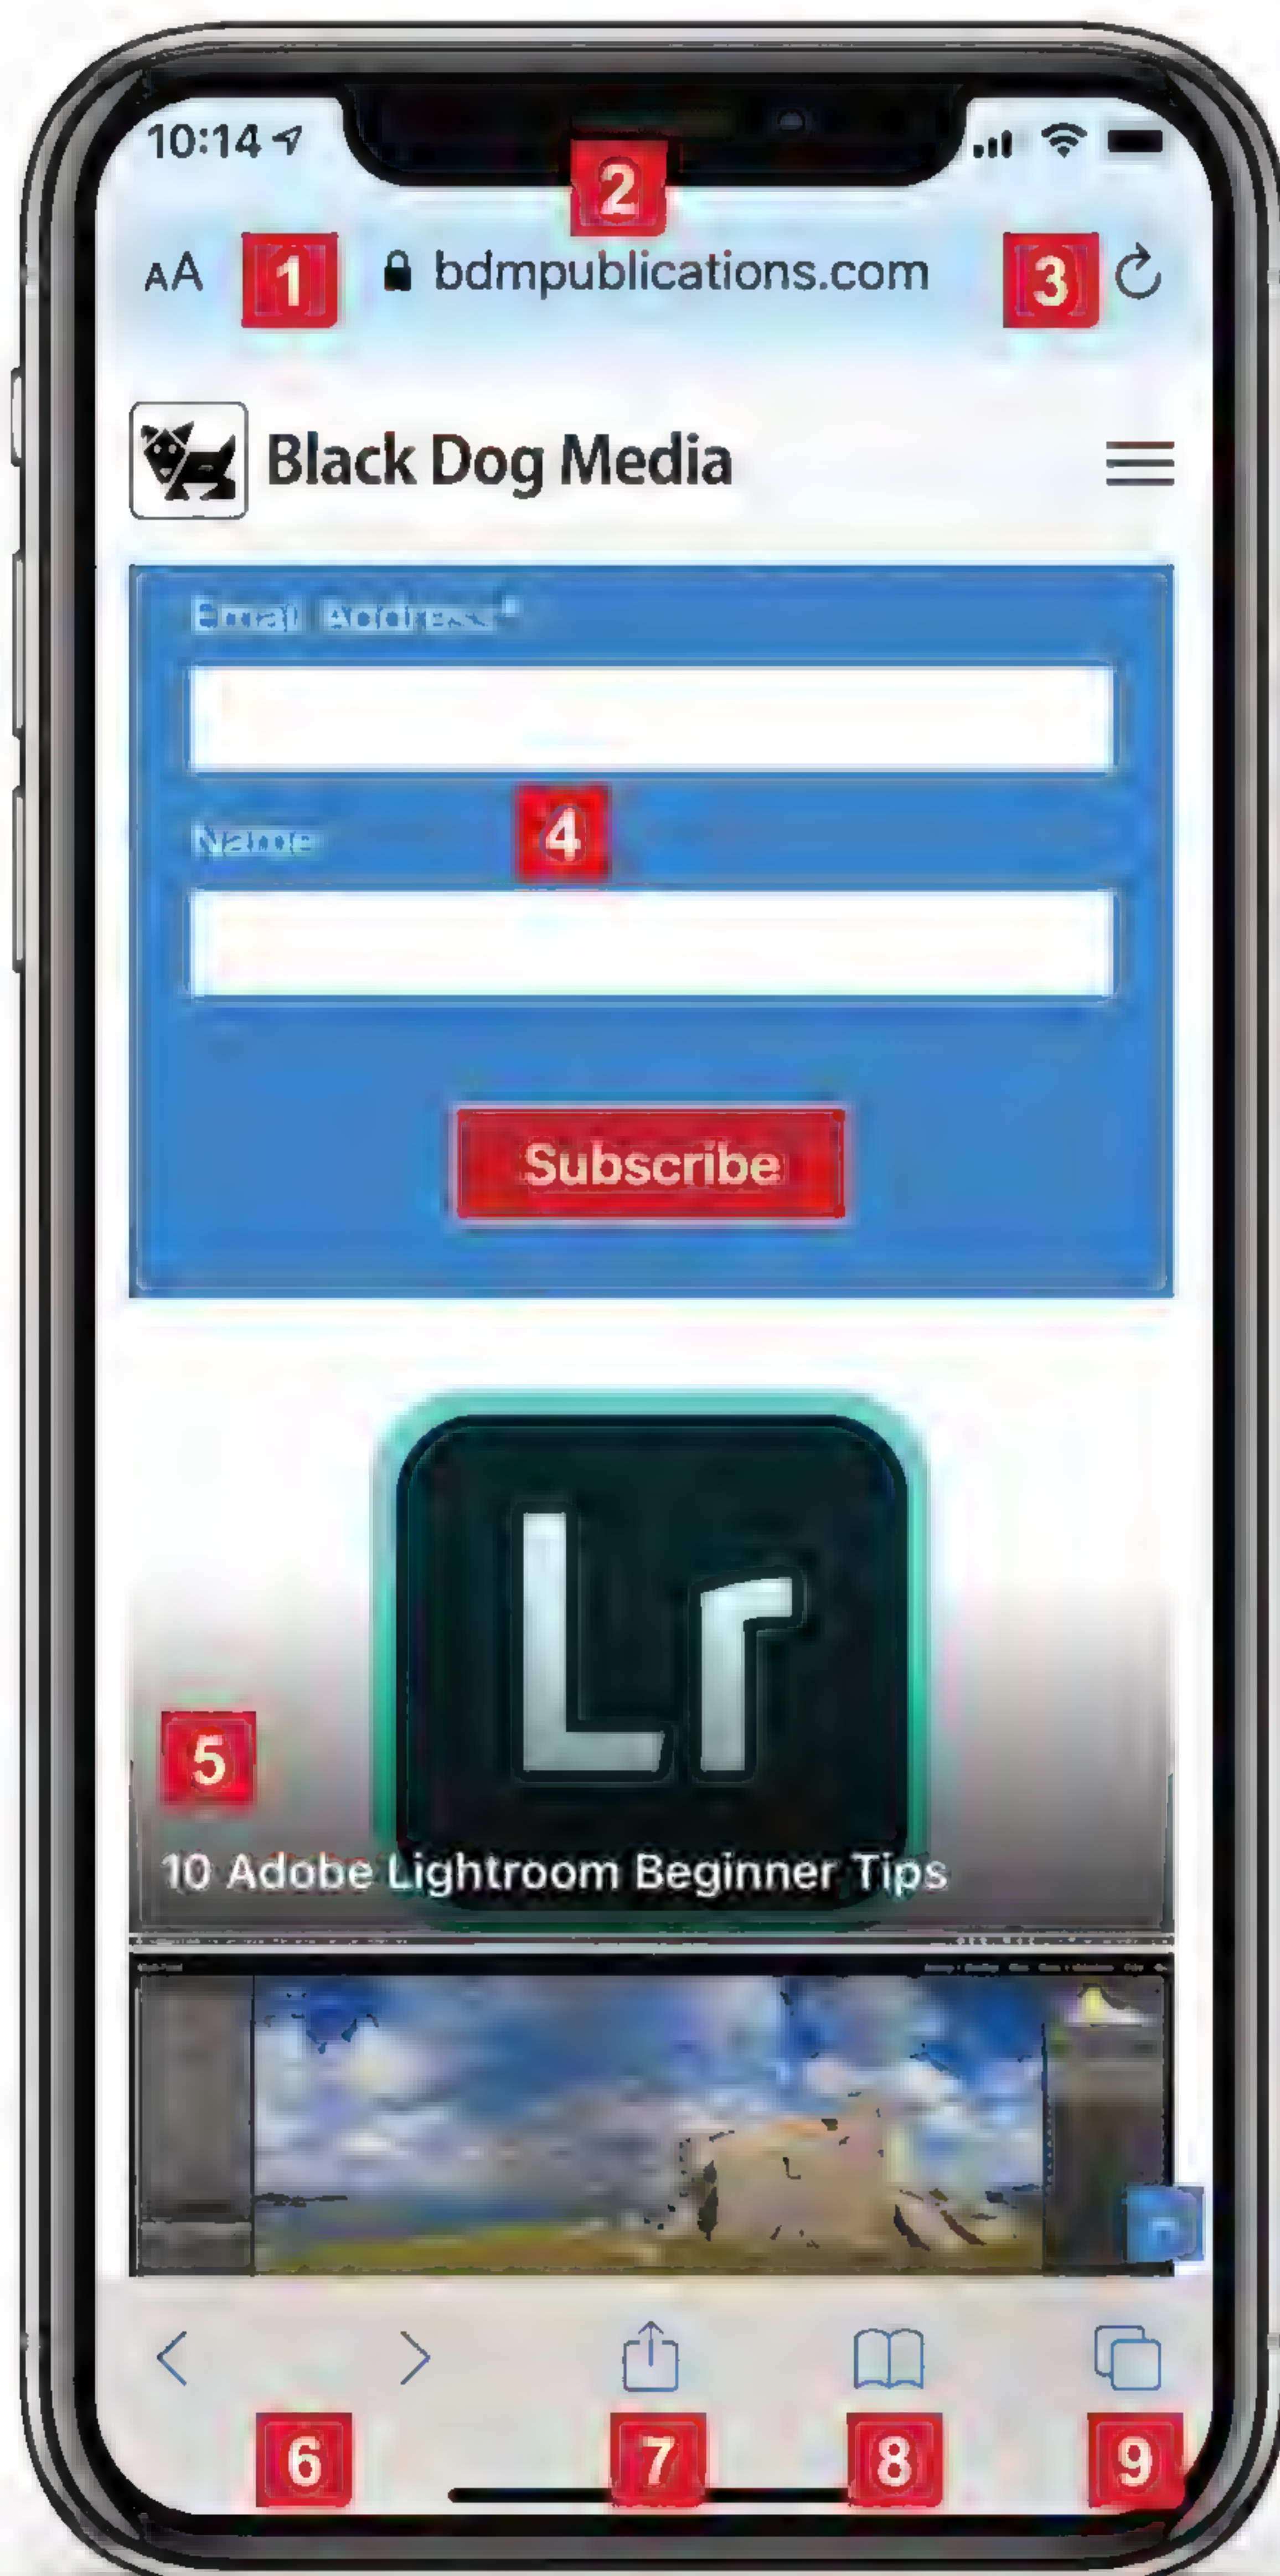 10:14
2
AA 1 bdmpublications.com 3
Black Dog Media
Email Address*
4
Name
Subscribe
Lr
5
10 Adobe Lightroom Beginner Tips
6 7 8 9